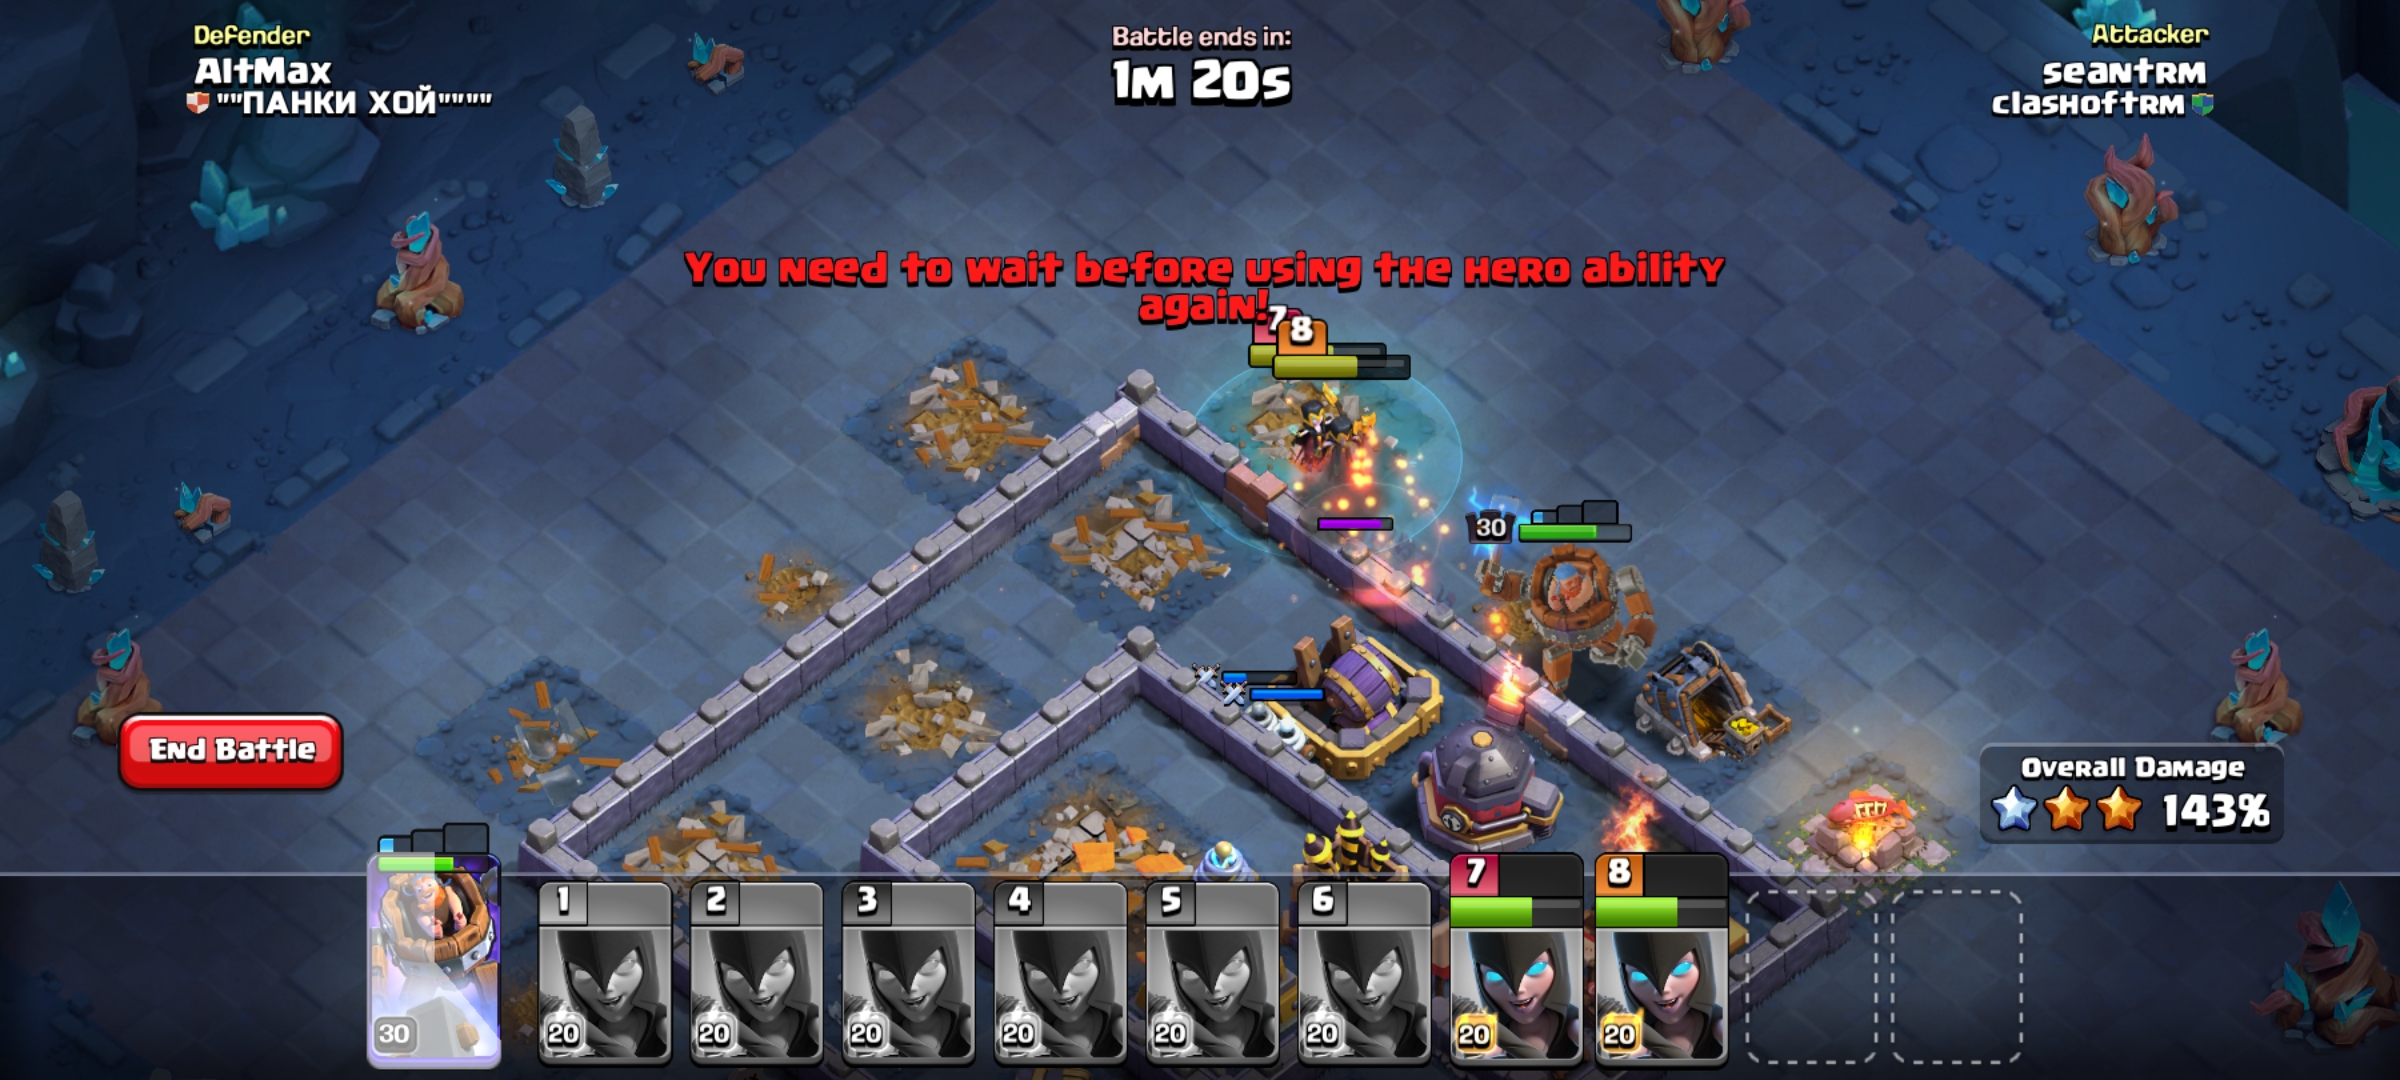 Defender
AltMax
""ПАНКИ ХОЙ""""
Battle ends in:
1M 20s
Attacker
seantRM
clashoftRM
You need to wait before using the Hero ability
again!
7
8
30
End Battle
Overall Damage
143%
1
2
3
4
5
6
7
8
30
20
20
20
20
20
20
20
20